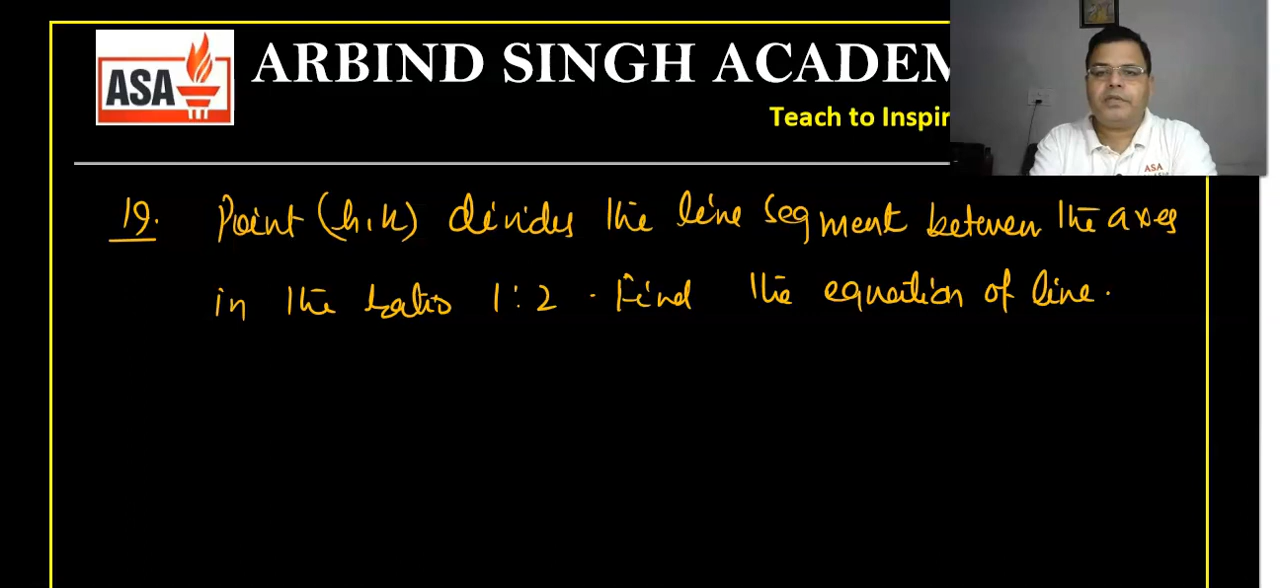 ASA
ARBIND SINGH ACADEM
Teach to Inspir
ASA
19. Point (h,k) divides the line segment between the axes
in the ratio 1:2. Find the equation of line.